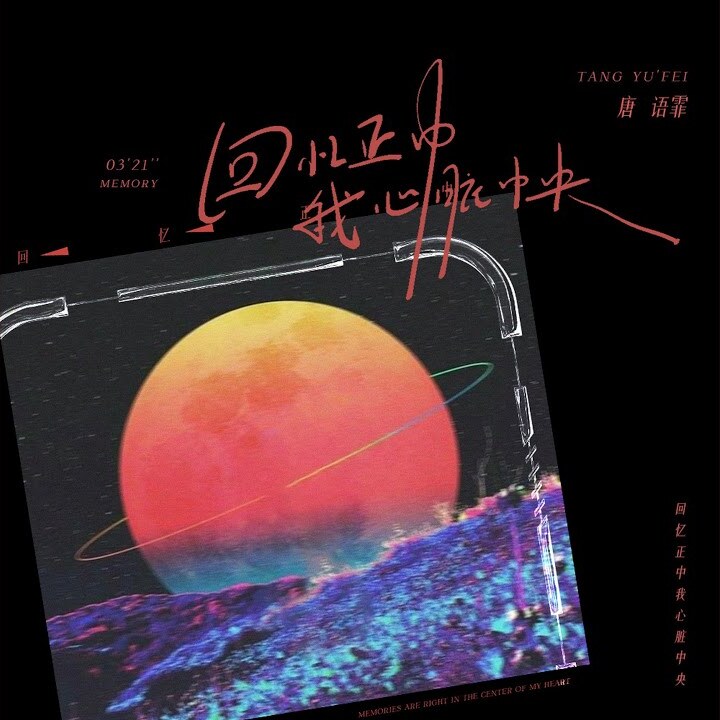 TANG YU'FEI
唐 语霏
03'21''
MEMORY
回忆正中
我心脏中央
回 忆 正
回忆正中我心脏中央
MEMORIES ARE RIGHT IN THE CENTER OF MY HEART